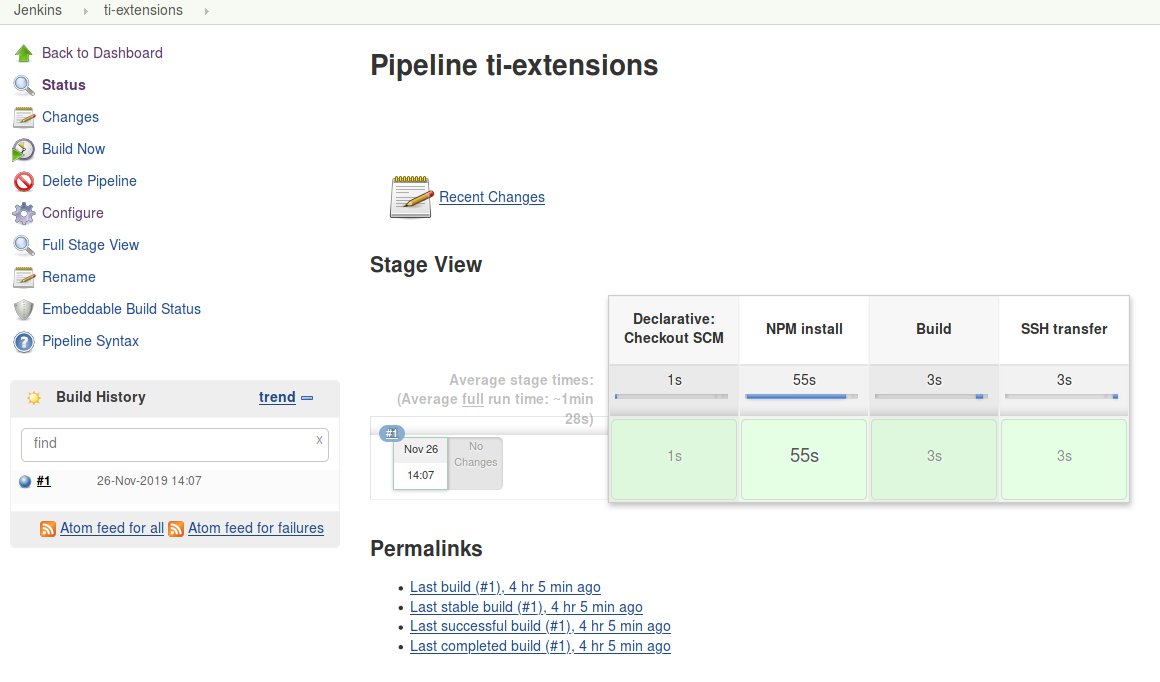 Jenkins ti-extensions
Back to Dashboard
Status
Changes
Build Now
Delete Pipeline
Configure
Full Stage View
Rename
Embeddable Build Status
Pipeline Syntax
Build History trend
find x
#1 26-Nov-2019 14:07
Atom feed for all Atom feed for failures
Pipeline ti-extensions
Recent Changes
Stage View
Declarative:
Checkout SCM
NPM install
Build
SSH transfer
Average stage times:
(Average full run time: ~1min
28s)
1s 55s 3s 3s
#1
Nov 26
14:07
No
Changes
1s 55s 3s 3s
Permalinks
Last build (#1), 4 hr 5 min ago
Last stable build (#1), 4 hr 5 min ago
Last successful build (#1), 4 hr 5 min ago
Last completed build (#1), 4 hr 5 min ago